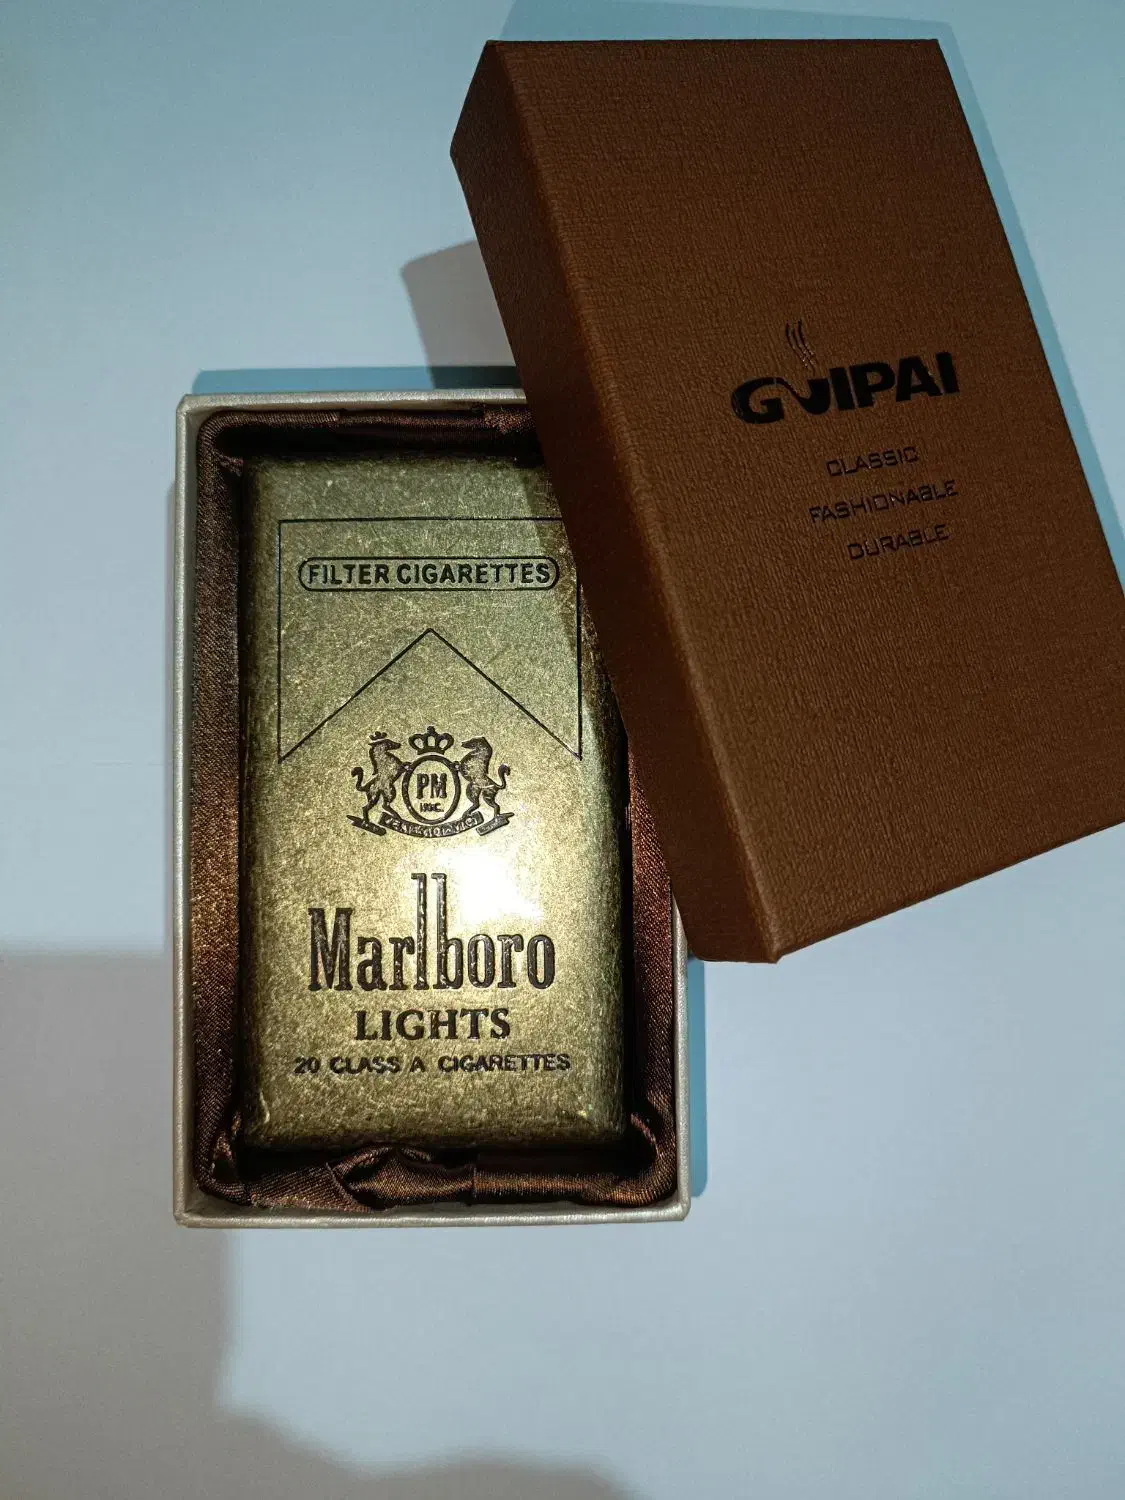 GUIPAI
CLASSIC
FASHIONABLE
DURABLE
FILTER CIGARETTES
PM
INC.
Marlboro
LIGHTS
20 CLASS A CIGARETTES